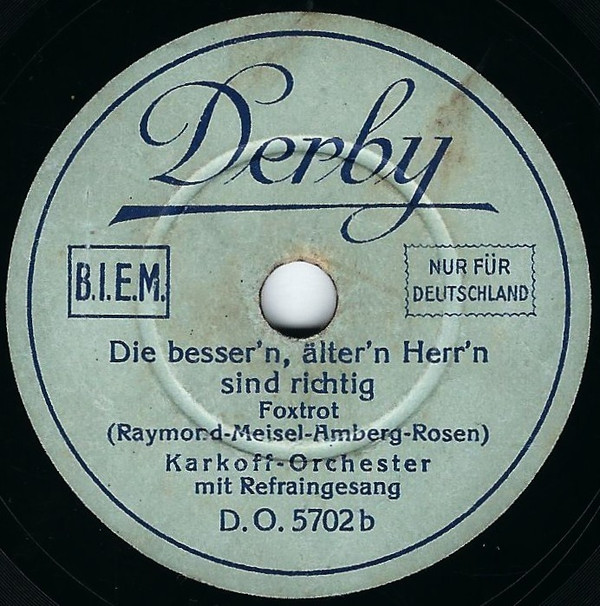 Derby
B.I.E.M.
NUR FÜR
DEUTSCHLAND
Die besser'n, älter'n Herr'n
sind richtig
Foxtrot
(Raymond-Meisel-Amberg-Rosen)
Karkoff-Orchester
mit Refraingesang
D.O. 5702b